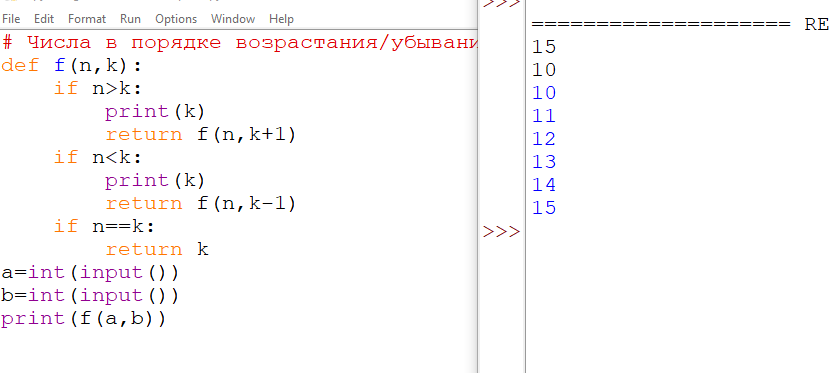 File Edit Format Run Options Window Help
# Числа в порядке возрастания/убывани
def f(n,k):
    if n>k:
        print(k)
        return f(n,k+1)
    if n<k:
        print(k)
        return f(n,k-1)
    if n==k:
        return k
a=int(input())
b=int(input())
print(f(a,b))
>>>
==================== RE
15
10
10
11
12
13
14
15
>>>